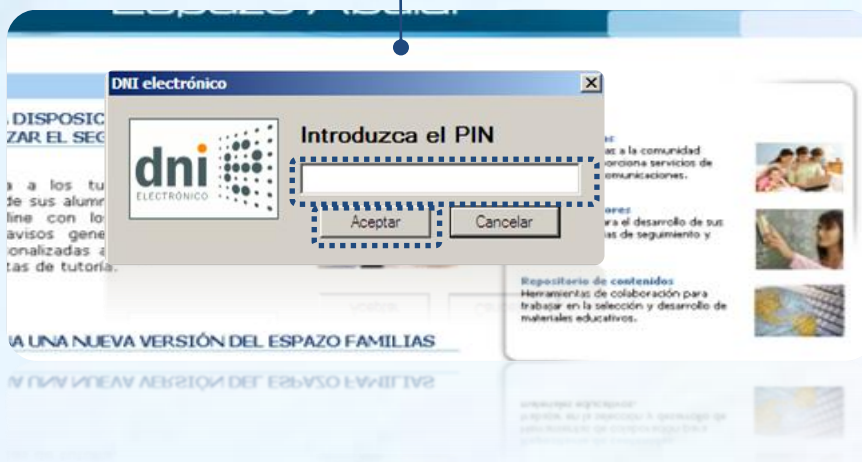 Espazo Abalar
DNI electrónico
DISPOSIC
ZAR EL SEG
a a los tu
de sus alumn
line con lo
avisos gene
onalizadas a
tas de tutoría.
dni
ELECTRÓNICO
Introduzca el PIN
Aceptar
Cancelar
as a la comunidad
orciona servicios de
omunicaciones.
ores
ra el desarrollo de sus
as de seguimiento y
Repositorio de contenidos
Herramientas de colaboración para
trabajar en la selección y desarrollo de
materiales educativos.
A UNA NUEVA VERSIÓN DEL ESPAZO FAMILIAS